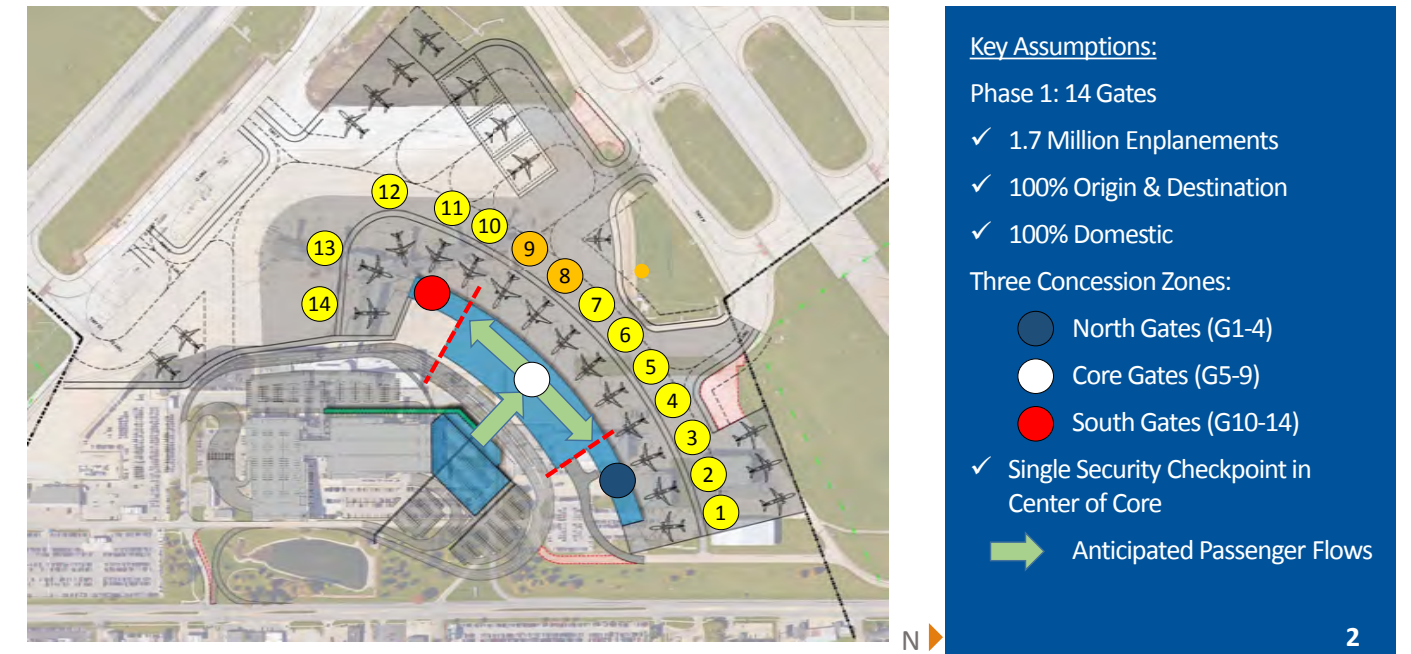 12
11
10
9
13
8
14
7
6
5
4
3
2
1
N
Key Assumptions:
Phase 1: 14 Gates
✓ 1.7 Million Enplanements
✓ 100% Origin & Destination
✓ 100% Domestic
Three Concession Zones:
North Gates (G1-4)
Core Gates (G5-9)
South Gates (G10-14)
✓ Single Security Checkpoint in
Center of Core
Anticipated Passenger Flows
2